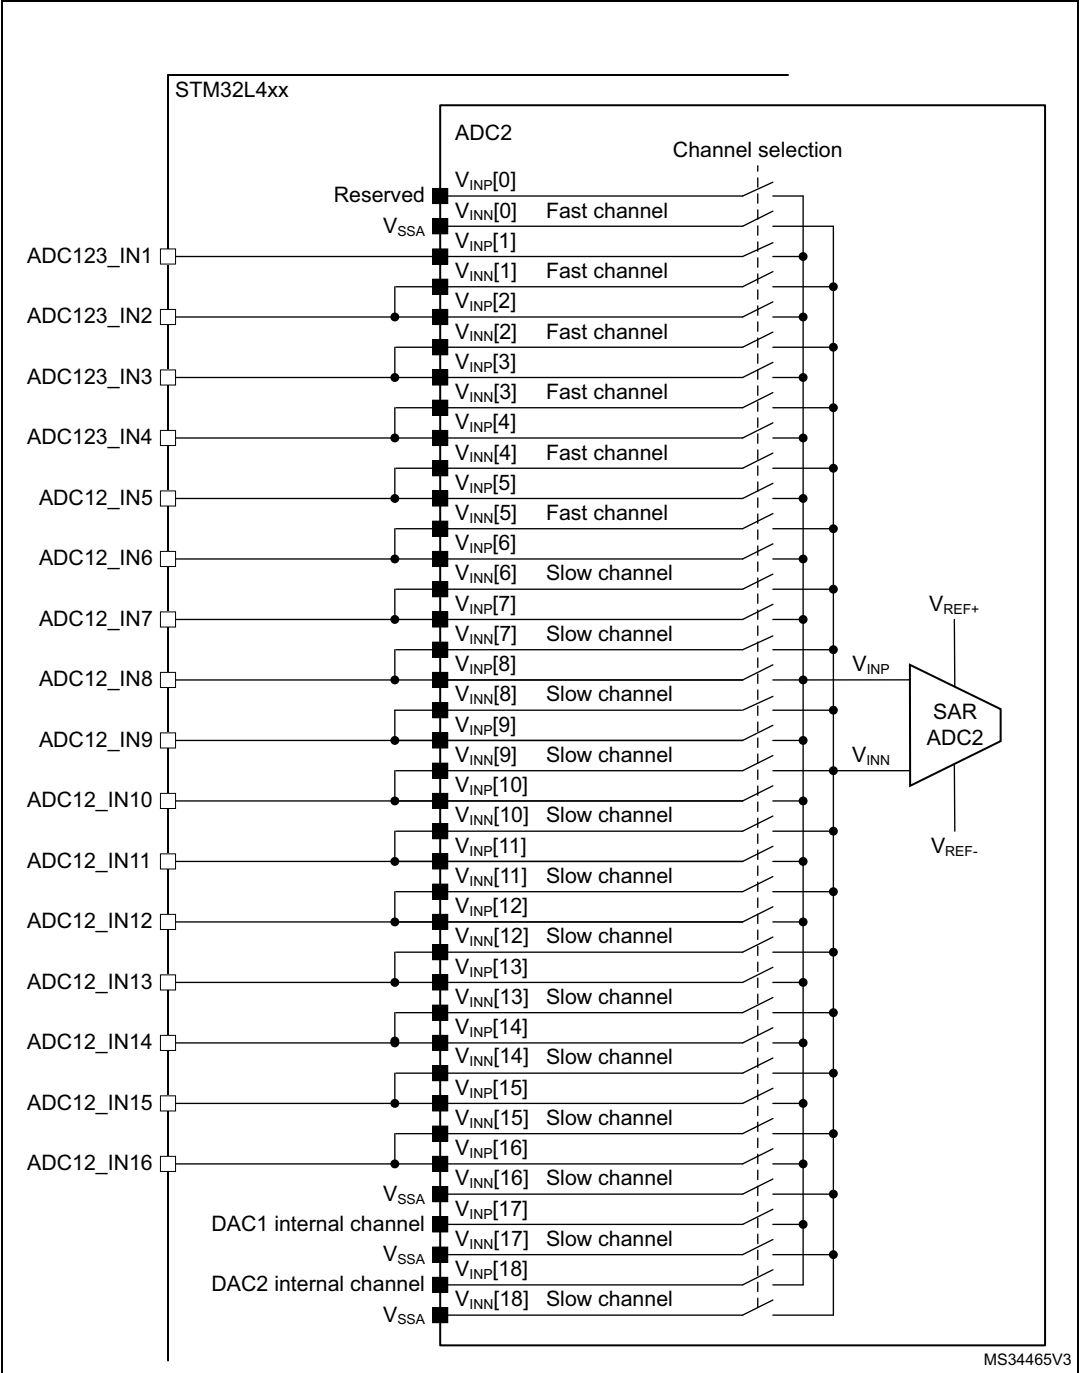 STM32L4xx
ADC2
Channel selection
Reserved VINP[0]
VSSA VINN[0] Fast channel
ADC123_IN1 VINP[1]
VINN[1] Fast channel
ADC123_IN2 VINP[2]
VINN[2] Fast channel
ADC123_IN3 VINP[3]
VINN[3] Fast channel
ADC123_IN4 VINP[4]
VINN[4] Fast channel
ADC12_IN5 VINP[5]
VINN[5] Fast channel
ADC12_IN6 VINP[6]
VINN[6] Slow channel
ADC12_IN7 VINP[7]
VINN[7] Slow channel
ADC12_IN8 VINP[8]
VINN[8] Slow channel
ADC12_IN9 VINP[9]
VINN[9] Slow channel
ADC12_IN10 VINP[10]
VINN[10] Slow channel
ADC12_IN11 VINP[11]
VINN[11] Slow channel
ADC12_IN12 VINP[12]
VINN[12] Slow channel
ADC12_IN13 VINP[13]
VINN[13] Slow channel
ADC12_IN14 VINP[14]
VINN[14] Slow channel
ADC12_IN15 VINP[15]
VINN[15] Slow channel
ADC12_IN16 VINP[16]
VSSA VINN[16] Slow channel
DAC1 internal channel VINP[17]
VSSA VINN[17] Slow channel
DAC2 internal channel VINP[18]
VSSA VINN[18] Slow channel
VREF+
VINP
SAR
ADC2
VINN
VREF-
MS34465V3